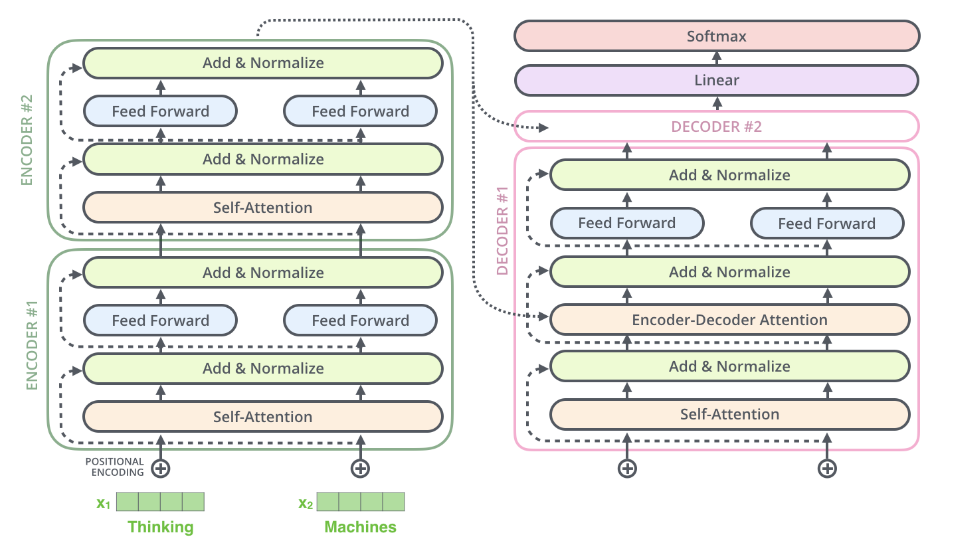 ENCODER #2
Add & Normalize
Feed Forward
Feed Forward
Add & Normalize
Self-Attention
ENCODER #1
Add & Normalize
Feed Forward
Feed Forward
Add & Normalize
Self-Attention
POSITIONAL
ENCODING
x₁
x₂
Thinking
Machines
Softmax
Linear
DECODER #2
DECODER #1
Add & Normalize
Feed Forward
Feed Forward
Add & Normalize
Encoder-Decoder Attention
Add & Normalize
Self-Attention